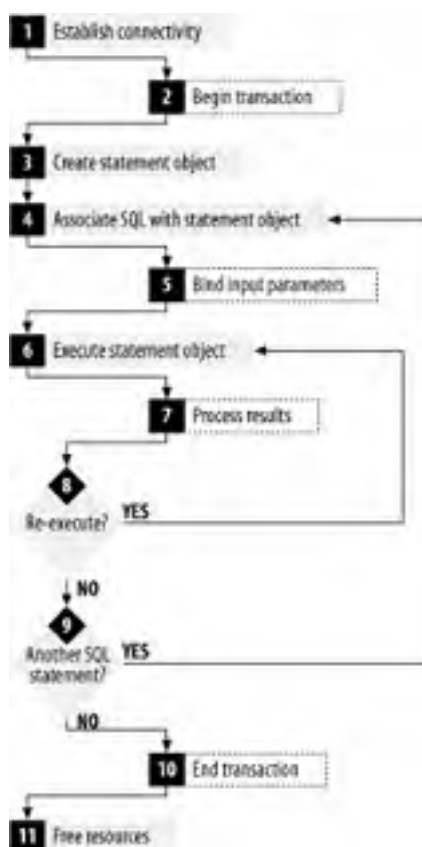 1 Establish connectivity
2 Begin transaction
3 Create statement object
4 Associate SQL with statement object
5 Bind input parameters
6 Execute statement object
7 Process results
8
Re-execute?
YES
NO
9
Another SQL
statement?
YES
NO
10 End transaction
11 Free resources